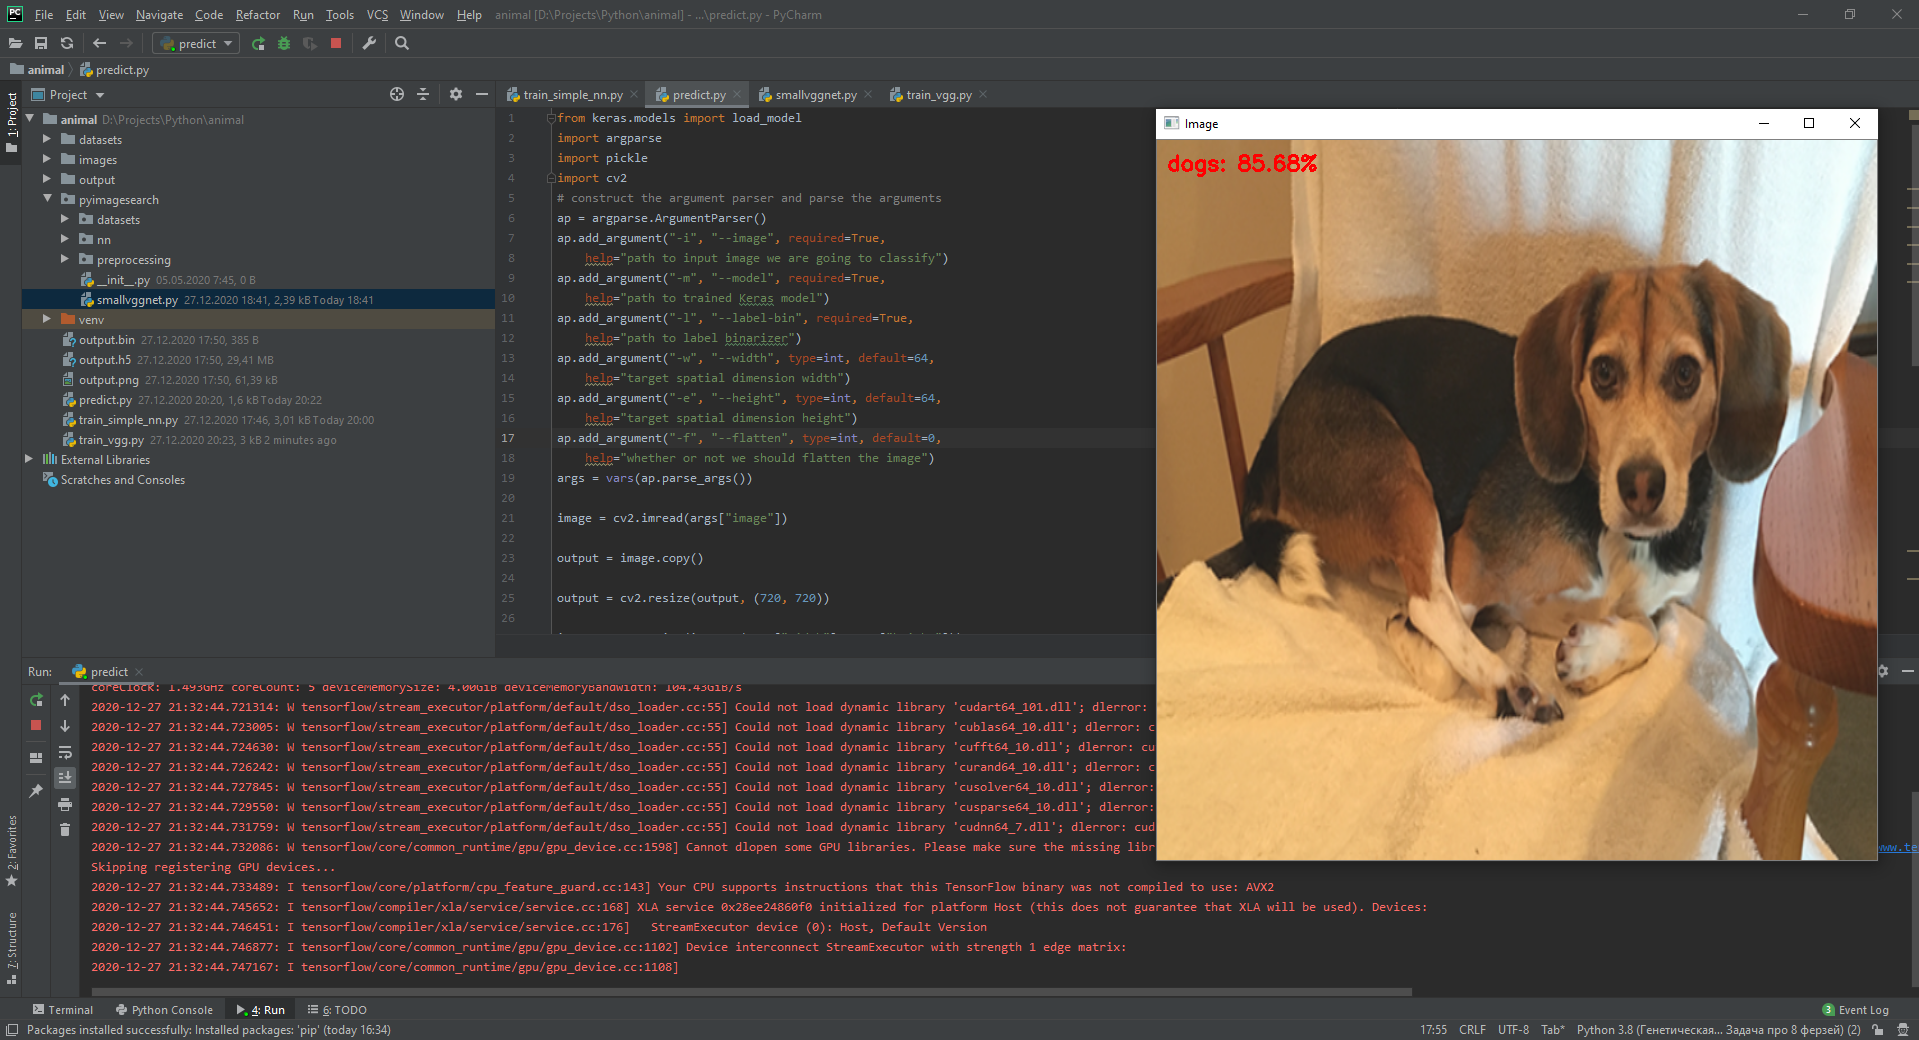 File Edit View Navigate Code Refactor Run Tools VCS Window Help animal [D:\Projects\Python\animal] - ...\predict.py - PyCharm
predict
animal predict.py
1: Project
Project
animal D:\Projects\Python\animal
datasets
images
output
pyimagesearch
datasets
nn
preprocessing
__init__.py 05.05.2020 7:45, 0 B
smallvggnet.py 27.12.2020 18:41, 2,39 kB Today 18:41
venv
output.bin 27.12.2020 17:50, 385 B
output.h5 27.12.2020 17:50, 29,41 MB
output.png 27.12.2020 17:50, 61,39 kB
predict.py 27.12.2020 20:20, 1,6 kB Today 20:22
train_simple_nn.py 27.12.2020 17:46, 3,01 kB Today 20:00
train_vgg.py 27.12.2020 20:23, 3 kB 2 minutes ago
External Libraries
Scratches and Consoles
train_simple_nn.py predict.py smallvggnet.py train_vgg.py
1 from keras.models import load_model
2 import argparse
3 import pickle
4 import cv2
5 # construct the argument parser and parse the arguments
6 ap = argparse.ArgumentParser()
7 ap.add_argument("-i", "--image", required=True,
8 help="path to input image we are going to classify")
9 ap.add_argument("-m", "--model", required=True,
10 help="path to trained Keras model")
11 ap.add_argument("-l", "--label-bin", required=True,
12 help="path to label binarizer")
13 ap.add_argument("-w", "--width", type=int, default=64,
14 help="target spatial dimension width")
15 ap.add_argument("-e", "--height", type=int, default=64,
16 help="target spatial dimension height")
17 ap.add_argument("-f", "--flatten", type=int, default=0,
18 help="whether or not we should flatten the image")
19 args = vars(ap.parse_args())
20
21 image = cv2.imread(args["image"])
22
23 output = image.copy()
24
25 output = cv2.resize(output, (720, 720))
26
Image
dogs: 85.68%
Run: predict
coreClock: 1.493GHz coreCount: 5 deviceMemorySize: 4.00GiB deviceMemoryBandwidth: 104.43GiB/s
2020-12-27 21:32:44.721314: W tensorflow/stream_executor/platform/default/dso_loader.cc:55] Could not load dynamic library 'cudart64_101.dll'; dlerror:
2020-12-27 21:32:44.723005: W tensorflow/stream_executor/platform/default/dso_loader.cc:55] Could not load dynamic library 'cublas64_10.dll'; dlerror: c
2020-12-27 21:32:44.724630: W tensorflow/stream_executor/platform/default/dso_loader.cc:55] Could not load dynamic library 'cufft64_10.dll'; dlerror: cu
2020-12-27 21:32:44.726242: W tensorflow/stream_executor/platform/default/dso_loader.cc:55] Could not load dynamic library 'curand64_10.dll'; dlerror: c
2020-12-27 21:32:44.727845: W tensorflow/stream_executor/platform/default/dso_loader.cc:55] Could not load dynamic library 'cusolver64_10.dll'; dlerror:
2020-12-27 21:32:44.729550: W tensorflow/stream_executor/platform/default/dso_loader.cc:55] Could not load dynamic library 'cusparse64_10.dll'; dlerror:
2020-12-27 21:32:44.731759: W tensorflow/stream_executor/platform/default/dso_loader.cc:55] Could not load dynamic library 'cudnn64_7.dll'; dlerror: cud
2020-12-27 21:32:44.732086: W tensorflow/core/common_runtime/gpu/gpu_device.cc:1598] Cannot dlopen some GPU libraries. Please make sure the missing libr www.te
Skipping registering GPU devices...
2020-12-27 21:32:44.733489: I tensorflow/core/platform/cpu_feature_guard.cc:143] Your CPU supports instructions that this TensorFlow binary was not compiled to use: AVX2
2020-12-27 21:32:44.745652: I tensorflow/compiler/xla/service/service.cc:168] XLA service 0x28ee24860f0 initialized for platform Host (this does not guarantee that XLA will be used). Devices:
2020-12-27 21:32:44.746451: I tensorflow/compiler/xla/service/service.cc:176] StreamExecutor device (0): Host, Default Version
2020-12-27 21:32:44.746877: I tensorflow/core/common_runtime/gpu/gpu_device.cc:1102] Device interconnect StreamExecutor with strength 1 edge matrix:
2020-12-27 21:32:44.747167: I tensorflow/core/common_runtime/gpu/gpu_device.cc:1108]
2: Favorites
7: Structure
Terminal Python Console 4: Run 6: TODO 3 Event Log
Packages installed successfully: Installed packages: 'pip' (today 16:34) 17:55 CRLF UTF-8 Tab* Python 3.8 (Генетическая... Задача про 8 ферзей) (2)